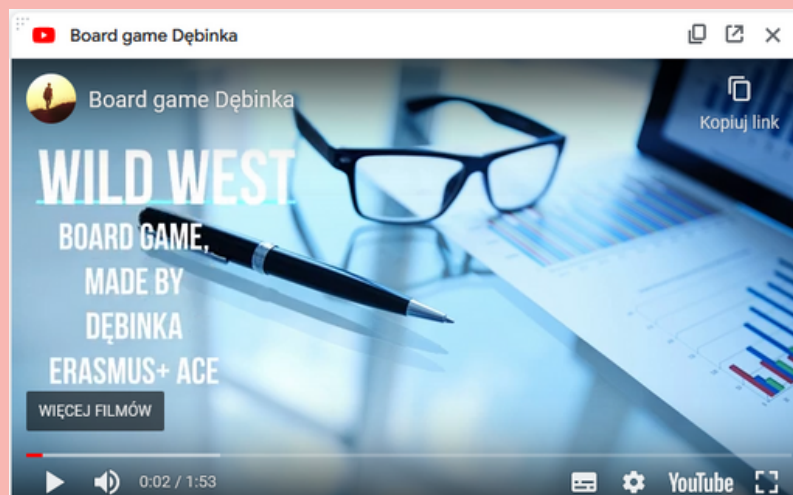 Board game Dębinka
Board game Dębinka
Kopiuj link
WILD WEST
BOARD GAME,
MADE BY
DĘBINKA
ERASMUS+ ACE
WIĘCEJ FILMÓW
0:02 / 1:53
YouTube